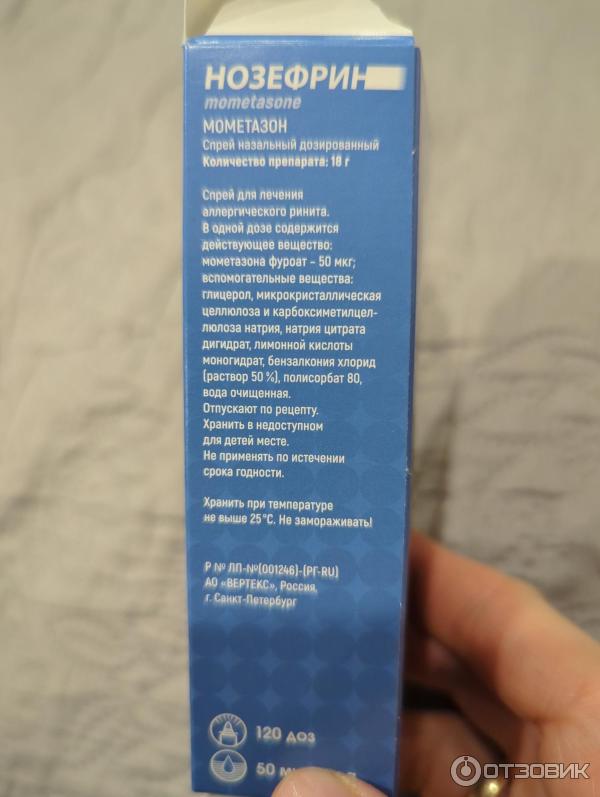 НОЗЕФРИН
mometasone
МОМЕТАЗОН
Спрей назальный дозированный
Количество препарата: 18 г
Спрей для лечения
аллергического ринита.
В одной дозе содержится
действующее вещество:
мометазона фуроат – 50 мкг;
вспомогательные вещества:
глицерол, микрокристаллическая
целлюлоза и карбоксиметилцел-
люлоза натрия, натрия цитрата
дигидрат, лимонной кислоты
моногидрат, бензалкония хлорид
(раствор 50 %), полисорбат 80,
вода очищенная.
Отпускают по рецепту.
Хранить в недоступном
для детей месте.
Не применять по истечении
срока годности.
Хранить при температуре
не выше 25°С. Не замораживать!
Р № ЛП-№(001246)-(РГ-RU)
АО «ВЕРТЕКС», Россия,
г. Санкт-Петербург
120 доз
50
ОТЗОВИК